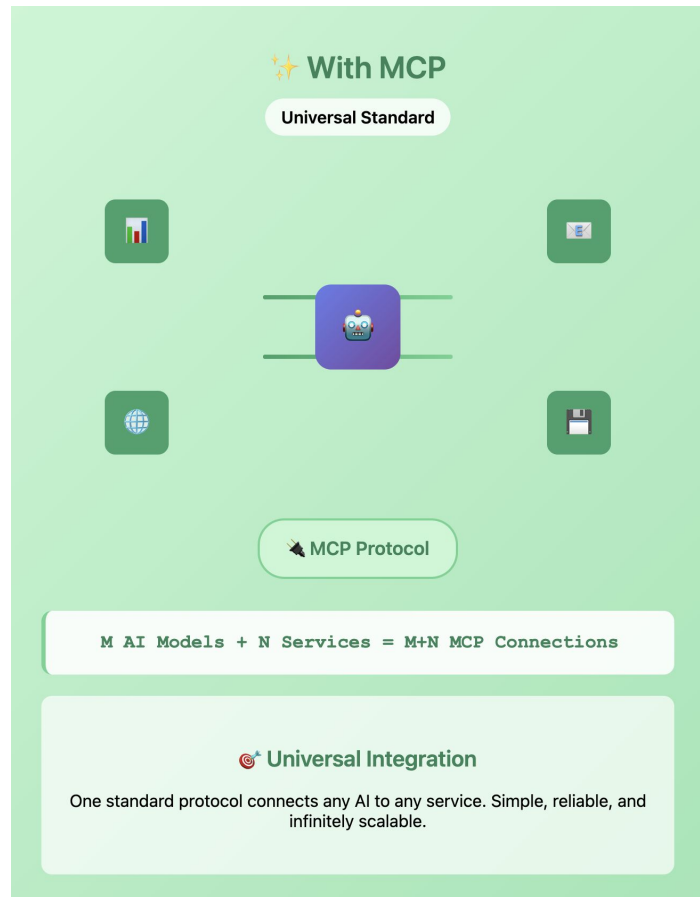 ✨ With MCP
Universal Standard
🔌 MCP Protocol
M AI Models + N Services = M+N MCP Connections
🎯 Universal Integration
One standard protocol connects any AI to any service. Simple, reliable, and
infinitely scalable.